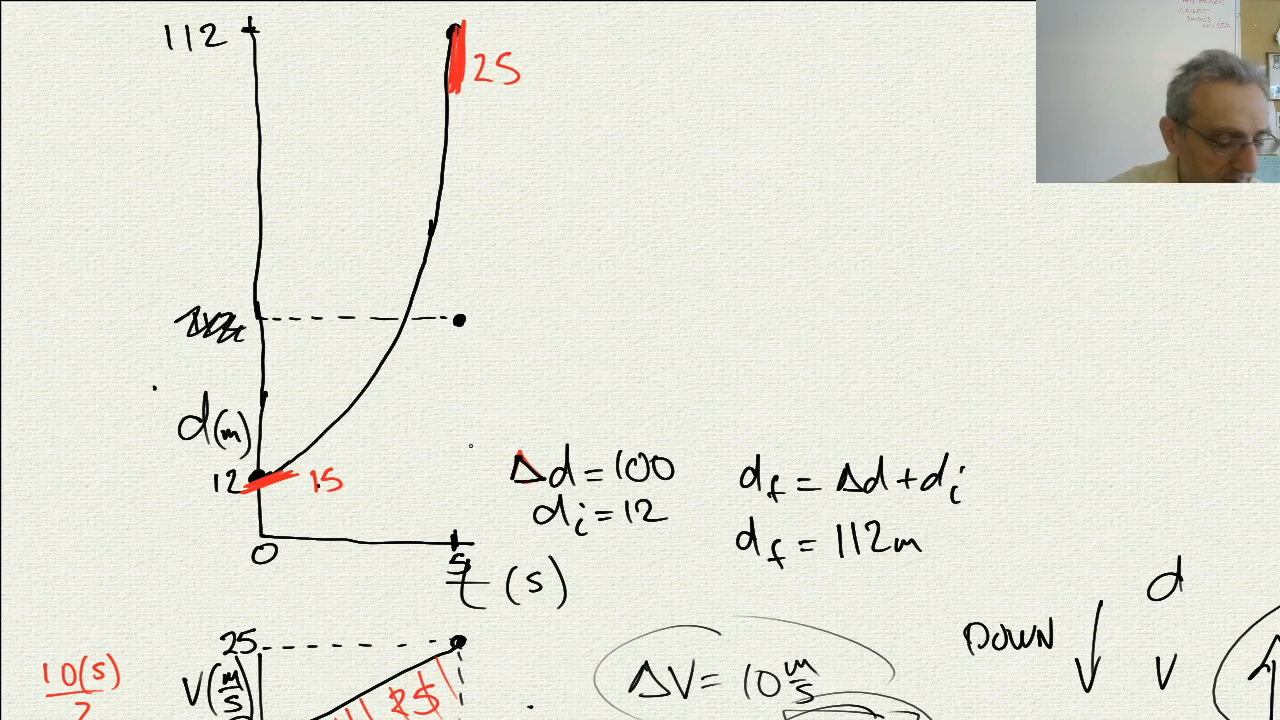 112
25
d(m)
12
15
Δd = 100
di = 12
df = Δd + di
df = 112m
0
5
t (s)
d
DOWN
V
25
V(m/s)
10(s)
2
ΔV = 10 m/s